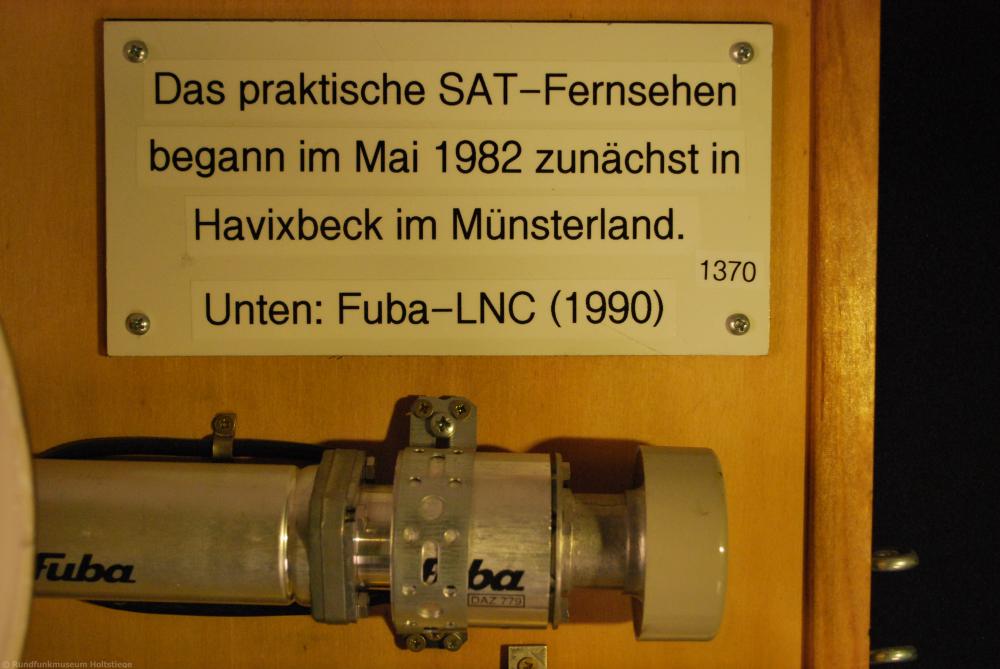 Das praktische SAT–Fernsehen
begann im Mai 1982 zunächst in
Havixbeck im Münsterland.
1370
Unten: Fuba–LNC (1990)
Fuba
ba
DAZ 779
© Rundfunkmuseum Holtstiege